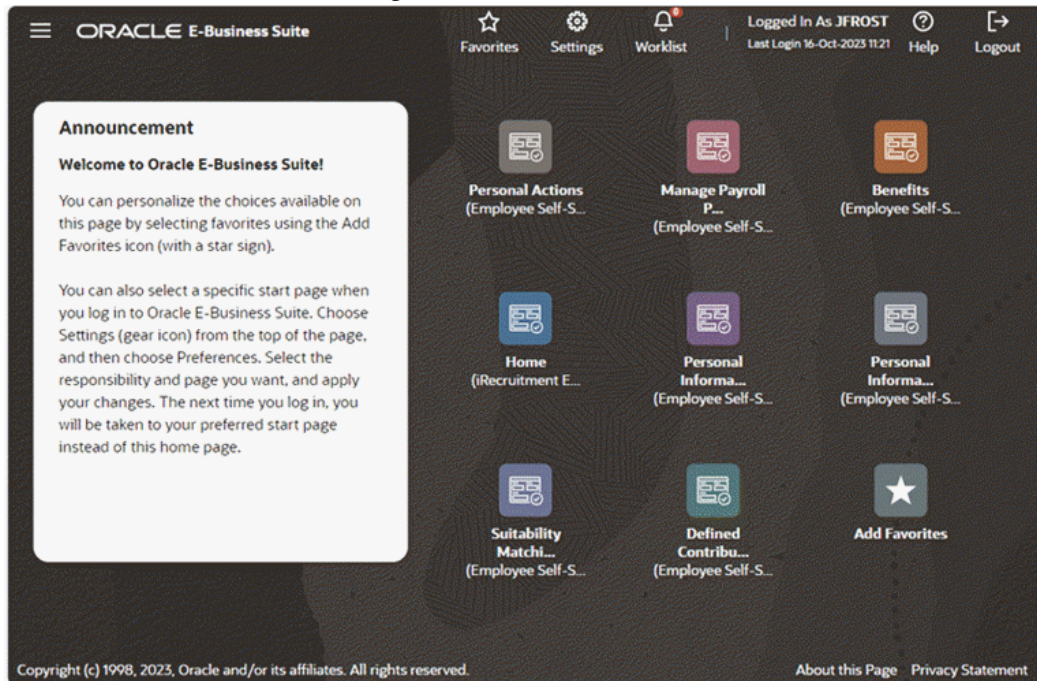 ORACLE E-Business Suite
Favorites
Settings
0
Worklist
Logged In As JFROST
Last Login 16-Oct-2023 11:21
Help
Logout
Announcement
Welcome to Oracle E-Business Suite!
You can personalize the choices available on
this page by selecting favorites using the Add
Favorites icon (with a star sign).
You can also select a specific start page when
you log in to Oracle E-Business Suite. Choose
Settings (gear icon) from the top of the page,
and then choose Preferences. Select the
responsibility and page you want, and apply
your changes. The next time you log in, you
will be taken to your preferred start page
instead of this home page.
Personal Actions
(Employee Self-S...
Manage Payroll
P...
(Employee Self-S...
Benefits
(Employee Self-S...
Home
(iRecruitment E...
Personal
Informa...
(Employee Self-S...
Personal
Informa...
(Employee Self-S...
Suitability
Matchi...
(Employee Self-S...
Defined
Contribu...
(Employee Self-S...
Add Favorites
Copyright (c) 1998, 2023, Oracle and/or its affiliates. All rights reserved.
About this Page
Privacy Statement